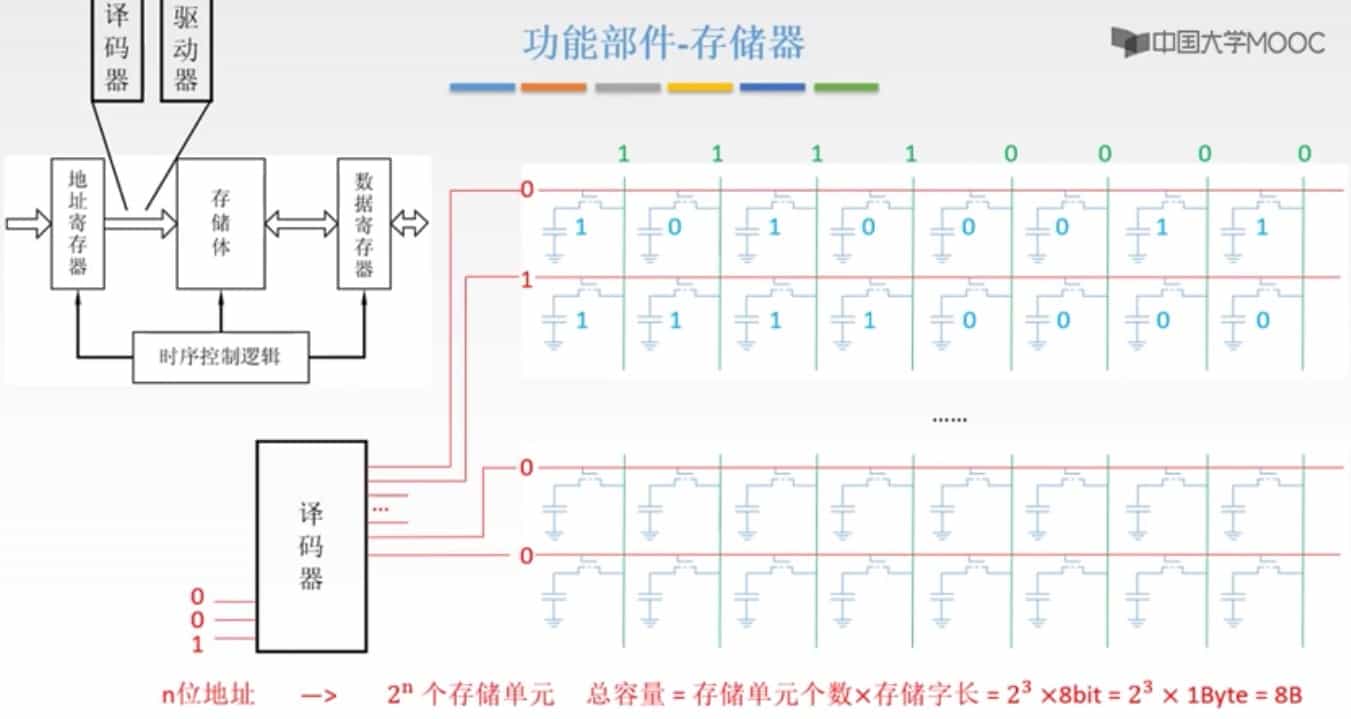 译码器
驱动器
功能部件-存储器
中国大学MOOC
地址寄存器
存储体
数据寄存器
时序控制逻辑
1 1 1 1 0 0 0 0
0
1 0 1 0 0 0 1 1
1
1 1 1 1 0 0 0 0
......
0
0
译码器
...
0
0
1
n位地址 —> 2ⁿ 个存储单元 总容量 = 存储单元个数×存储字长 = 2³ ×8bit = 2³ × 1Byte = 8B